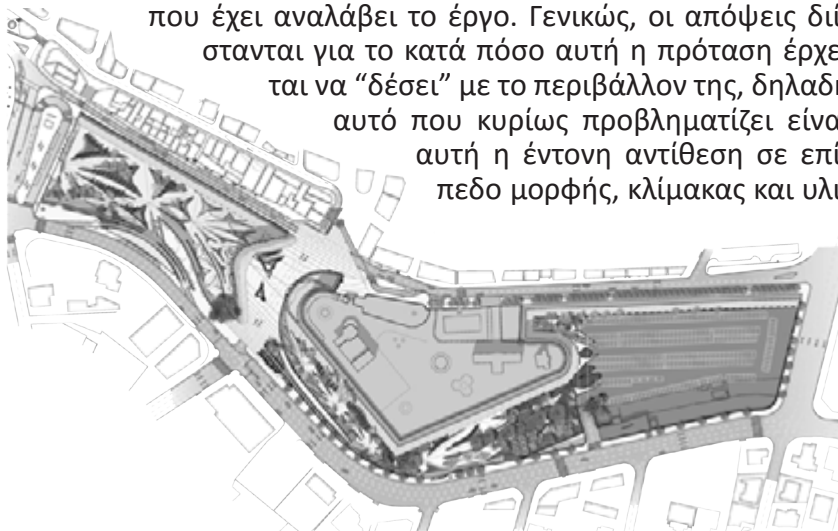 που έχει αναλάβει το έργο. Γενικώς, οι απόψεις διί
στανται για το κατά πόσο αυτή η πρόταση έρχε
ται να “δέσει” με το περιβάλλον της, δηλαδή
αυτό που κυρίως προβληματίζει είνα
αυτή η έντονη αντίθεση σε επί
πεδο μορφής, κλίμακας και υλι